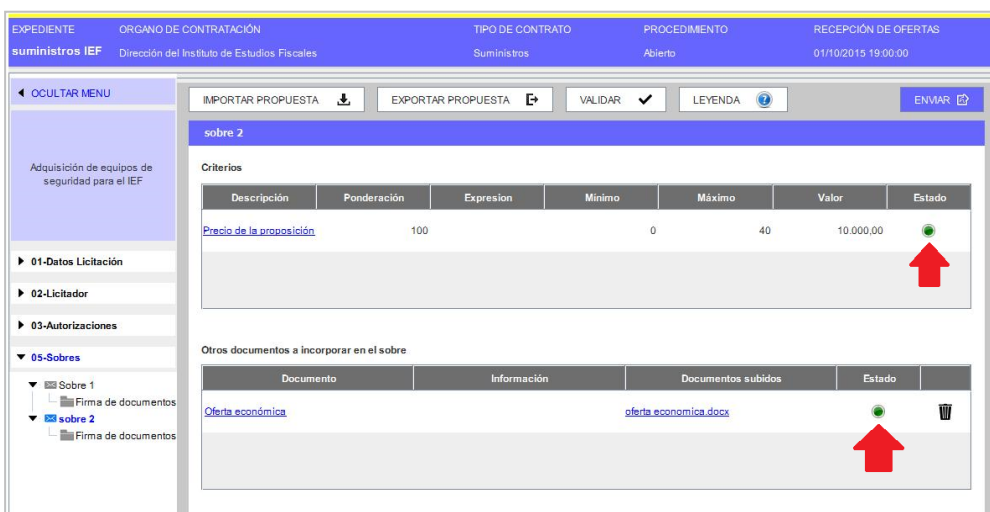 EXPEDIENTE ORGANO DE CONTRATACIÓN TIPO DE CONTRATO PROCEDIMIENTO RECEPCIÓN DE OFERTAS
suministros IEF Dirección del Instituto de Estudios Fiscales Suministros Abierto 01/10/2015 19:00:00
OCULTAR MENU
IMPORTAR PROPUESTA EXPORTAR PROPUESTA VALIDAR LEYENDA ? ENVIAR
sobre 2
Adquisición de equipos de
seguridad para el IEF
Criterios
Descripción Ponderación Expresion Mínimo Máximo Valor Estado
Precio de la proposición 100 0 40 10.000,00
01-Datos Licitación
02-Licitador
03-Autorizaciones
05-Sobres
Sobre 1
Firma de documentos
sobre 2
Firma de documentos
Otros documentos a incorporar en el sobre
Documento Información Documentos subidos Estado
Oferta económica oferta economica.docx